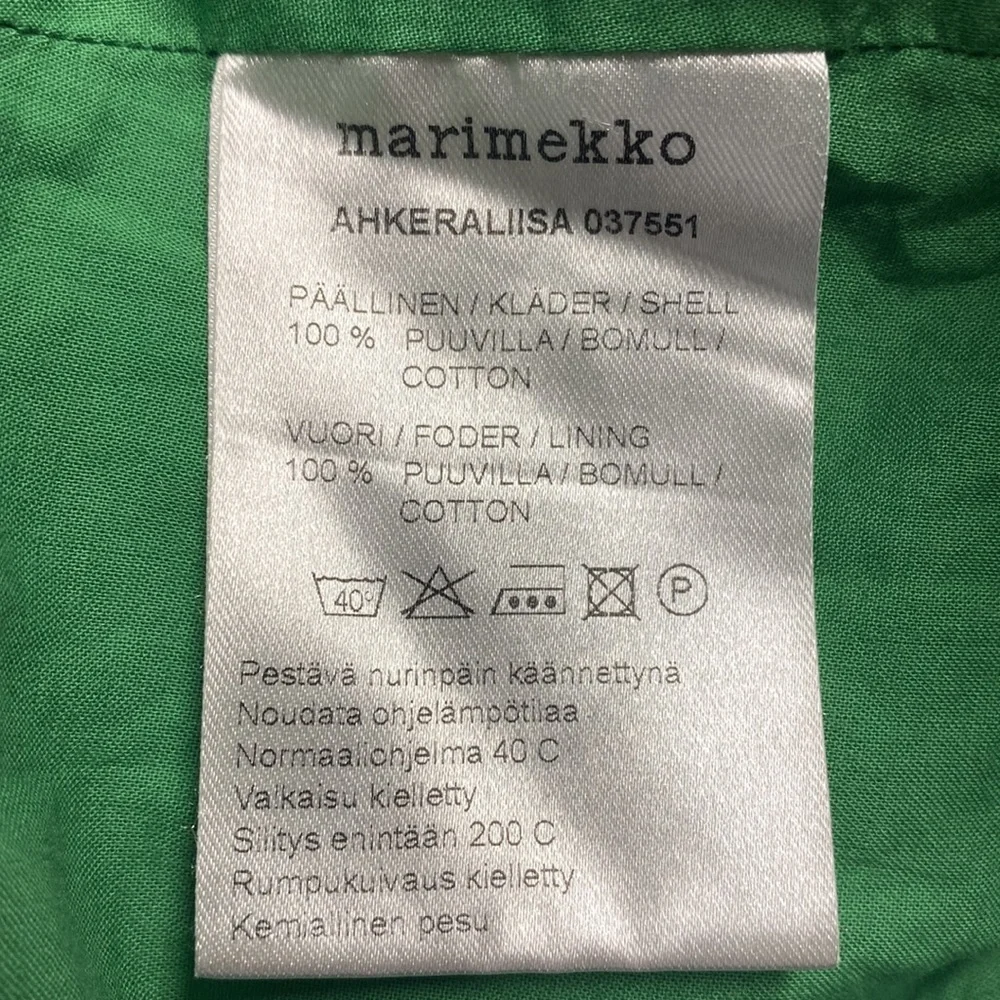 marimekko
AHKERALIISA 037551
PÄÄLLINEN / KLÄDER / SHELL
100 % PUUVILLA / BOMULL /
COTTON
VUORI / FODER / LINING
100 % PUUVILLA / BOMULL /
COTTON
40° P
Pestävä nurinpäin käännettynä
Noudata ohjelämpötilaa
Normaaliohjelma 40 C
Valkaisu kielletty
Silitys enintään 200 C
Rumpukuivaus kielletty
Kemiallinen pesu